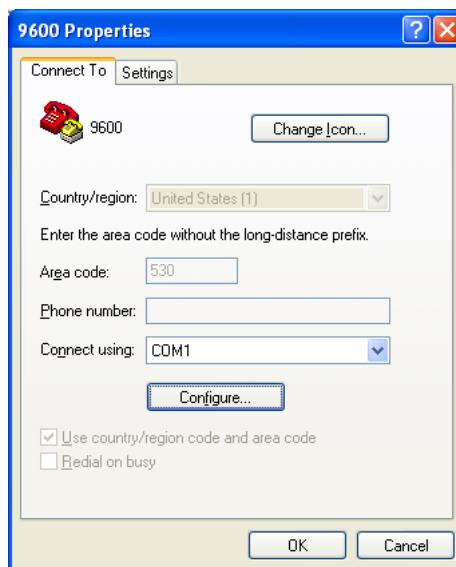 9600 Properties
Connect To Settings
9600 Change Icon...
Country/region: United States (1)
Enter the area code without the long-distance prefix.
Area code: 530
Phone number:
Connect using: COM1
Configure...
Use country/region code and area code
Redial on busy
OK Cancel